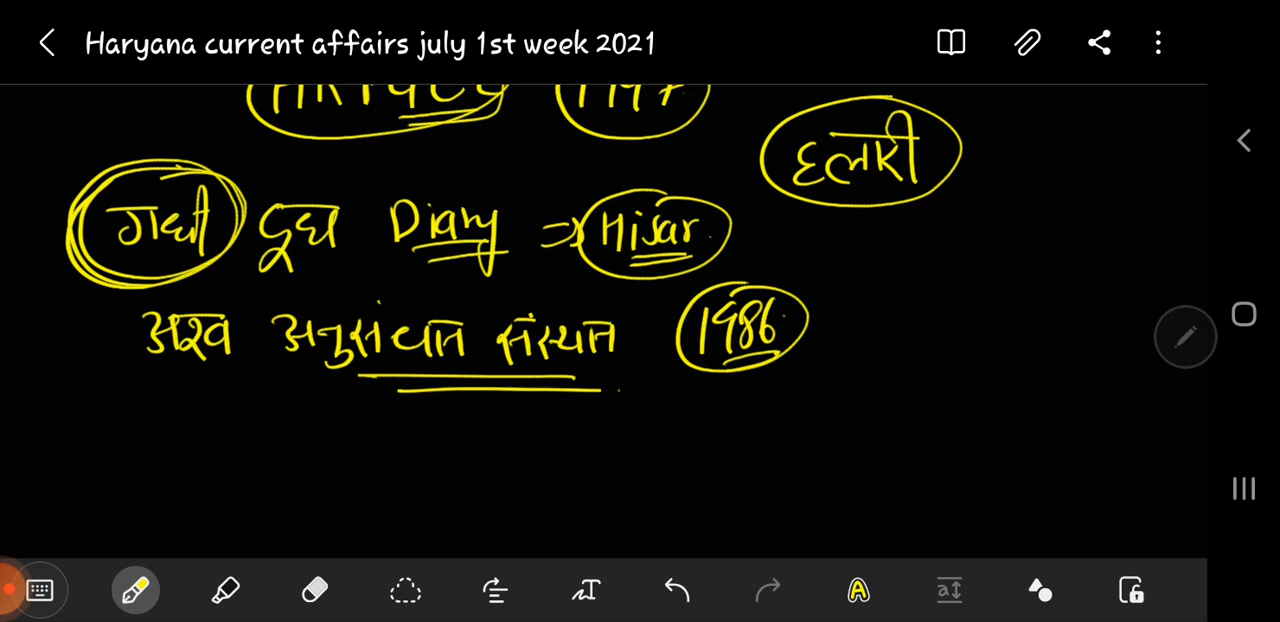 Haryana current affairs july 1st week 2021
हलारी
गधी दूध Diary => Hisar
अश्व अनुसंधान संस्थान 1986